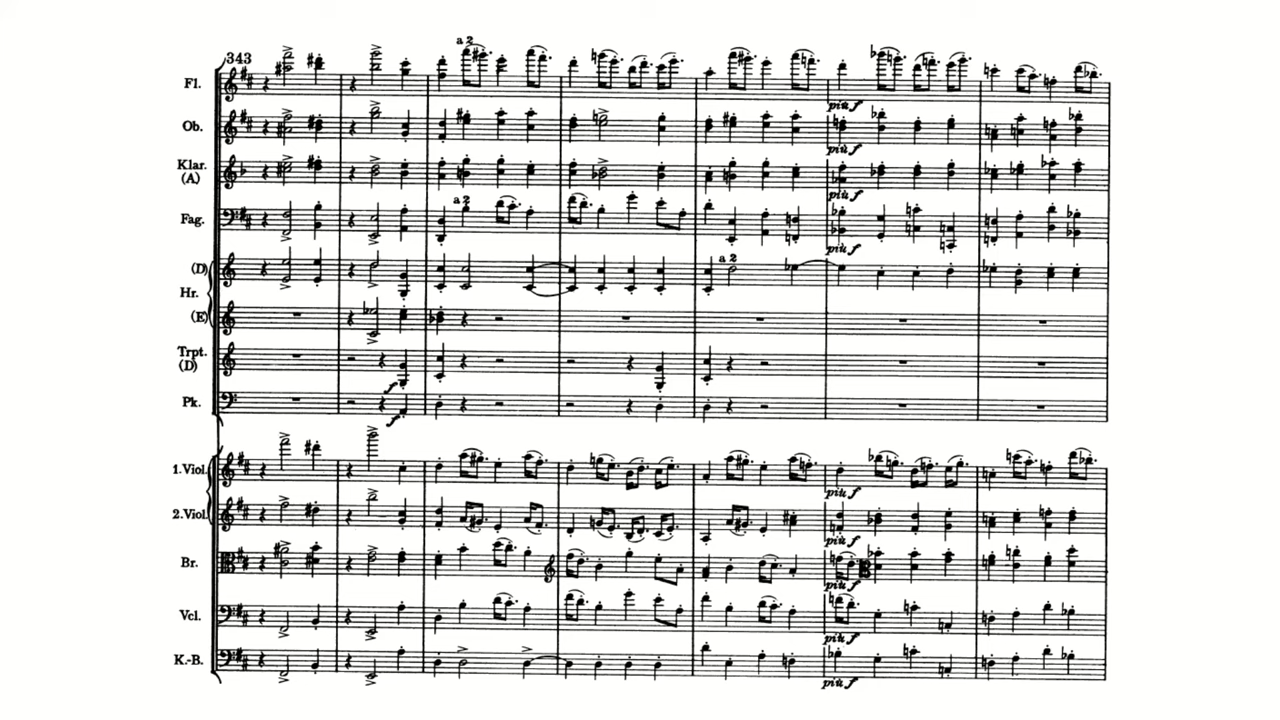 343
a 2
Fl.
più f
Ob.
più f
Klar.
(A)
più f
a 2
Fag.
più f
(D)
a 2
Hr.
(E)
Trpt.
(D)
f
Pk.
f
1.Viol.
più f
2.Viol.
più f
Br.
più f
Vcl.
più f
K.-B.
più f